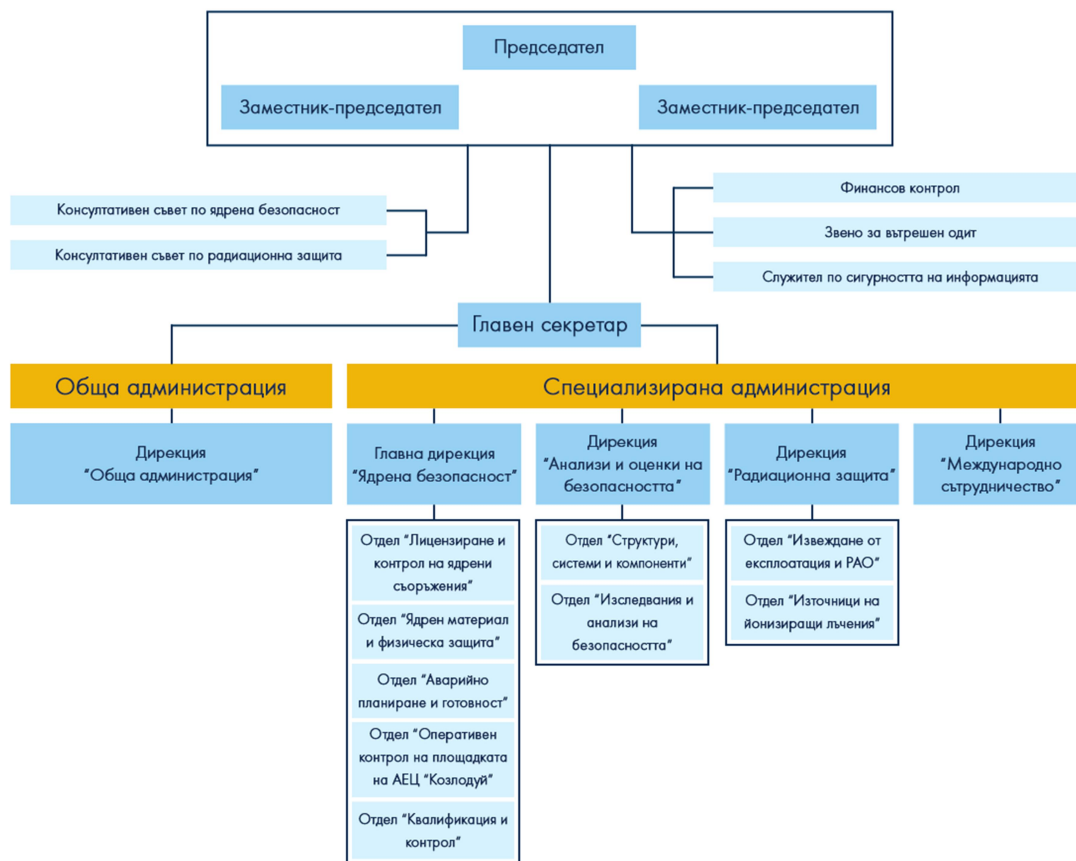 Председател
Заместник-председател
Заместник-председател
Консултативен съвет по ядрена безопасност
Консултативен съвет по радиационна защита
Финансов контрол
Звено за вътрешен одит
Служител по сигурността на информацията
Главен секретар
Обща администрация
Специализирана администрация
Дирекция
“Обща администрация”
Главна дирекция
“Ядрена безопасност”
Дирекция
“Анализи и оценки на
безопасността”
Дирекция
“Радиационна защита”
Дирекция
“Международно
сътрудничество”
Отдел “Лицензиране и
контрол на ядрени
съоръжения”
Отдел “Ядрен материал
и физическа защита”
Отдел “Аварийно
планиране и готовност”
Отдел “Оперативен
контрол на площадката
на АЕЦ “Козлодуй”
Отдел “Квалификация и
контрол”
Отдел “Структури,
системи и компоненти”
Отдел “Изследвания и
анализи на
безопасността”
Отдел “Извеждане от
експлоатация и РАО”
Отдел “Източници на
йонизиращи лъчения”